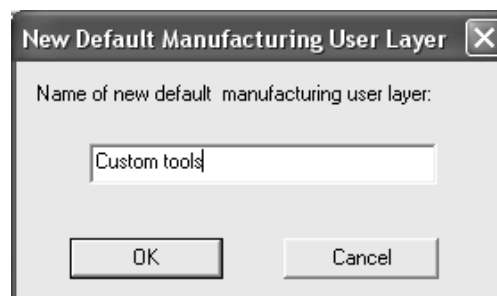 New Default Manufacturing User Layer
Name of new default manufacturing user layer:
Custom tools
OK Cancel